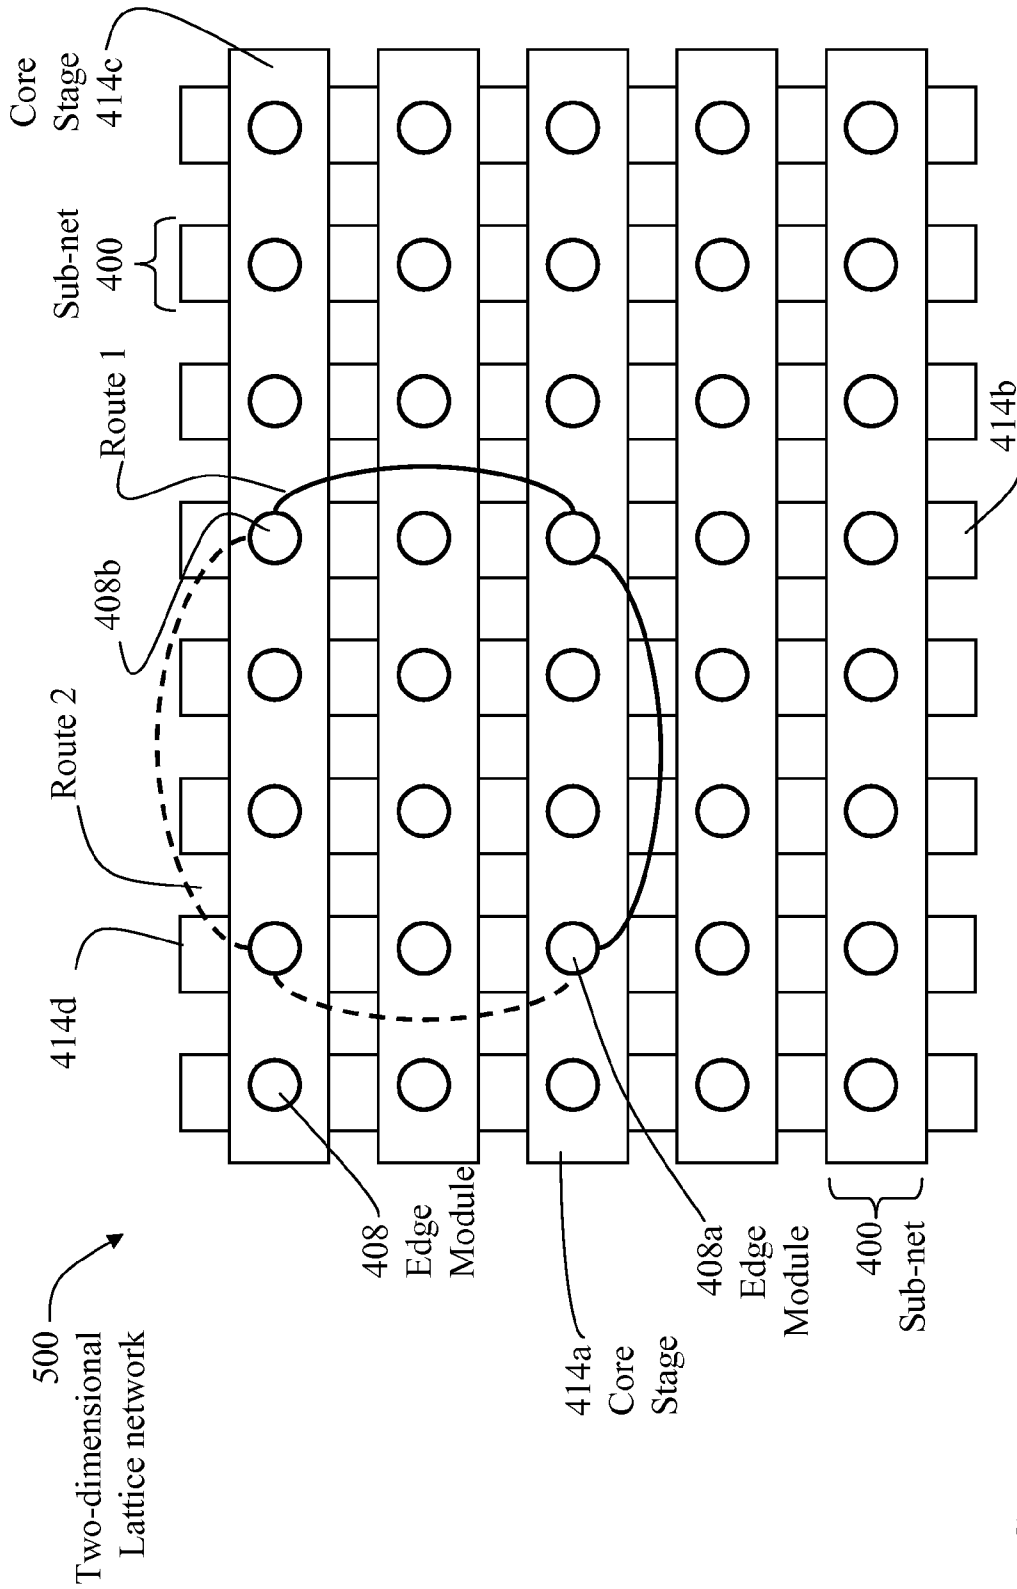 500
Two-dimensional
Lattice network
414d
Route 2
408b
Route 1
Sub-net
400
Core
Stage
414c
408
Edge
Module
414a
Core
Stage
408a
Edge
Module
400
Sub-net
414b